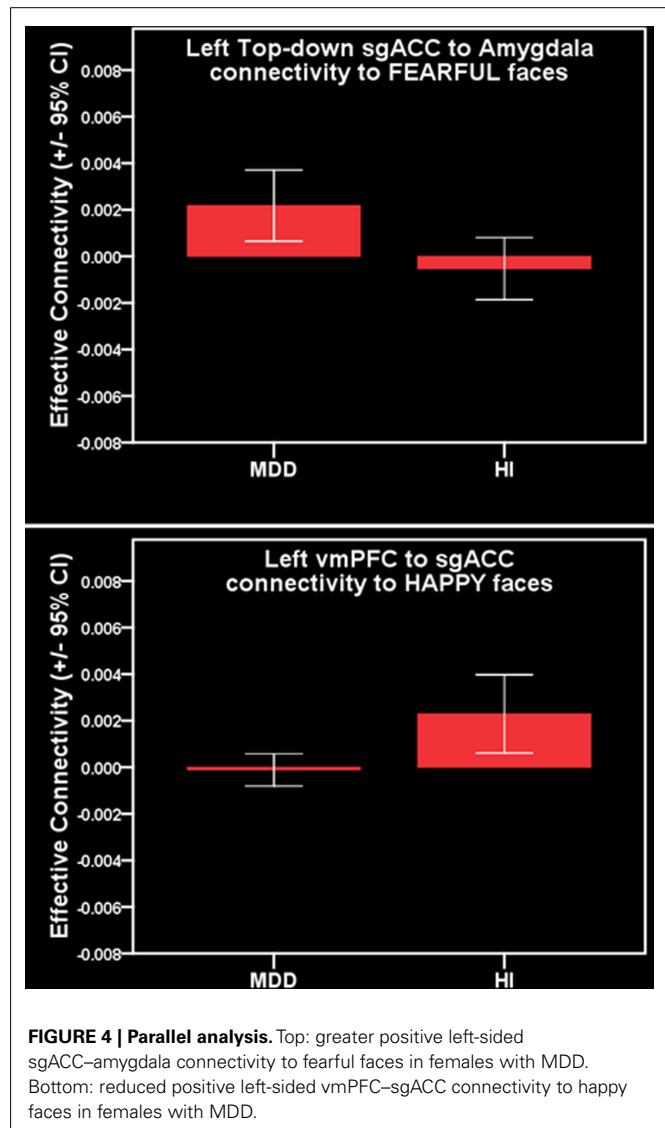 Left Top-down sgACC to Amygdala
connectivity to FEARFUL faces
Effective Connectivity (+/- 95% CI)
0.008
0.006
0.004
0.002
0.000
-0.002
-0.004
-0.006
-0.008
MDD HI
Left vmPFC to sgACC
connectivity to HAPPY faces
Effective Connectivity (+/- 95% CI)
0.008
0.006
0.004
0.002
0.000
-0.002
-0.004
-0.006
-0.008
MDD HI
FIGURE 4 | Parallel analysis. Top: greater positive left-sided
sgACC–amygdala connectivity to fearful faces in females with MDD.
Bottom: reduced positive left-sided vmPFC–sgACC connectivity to happy
faces in females with MDD.